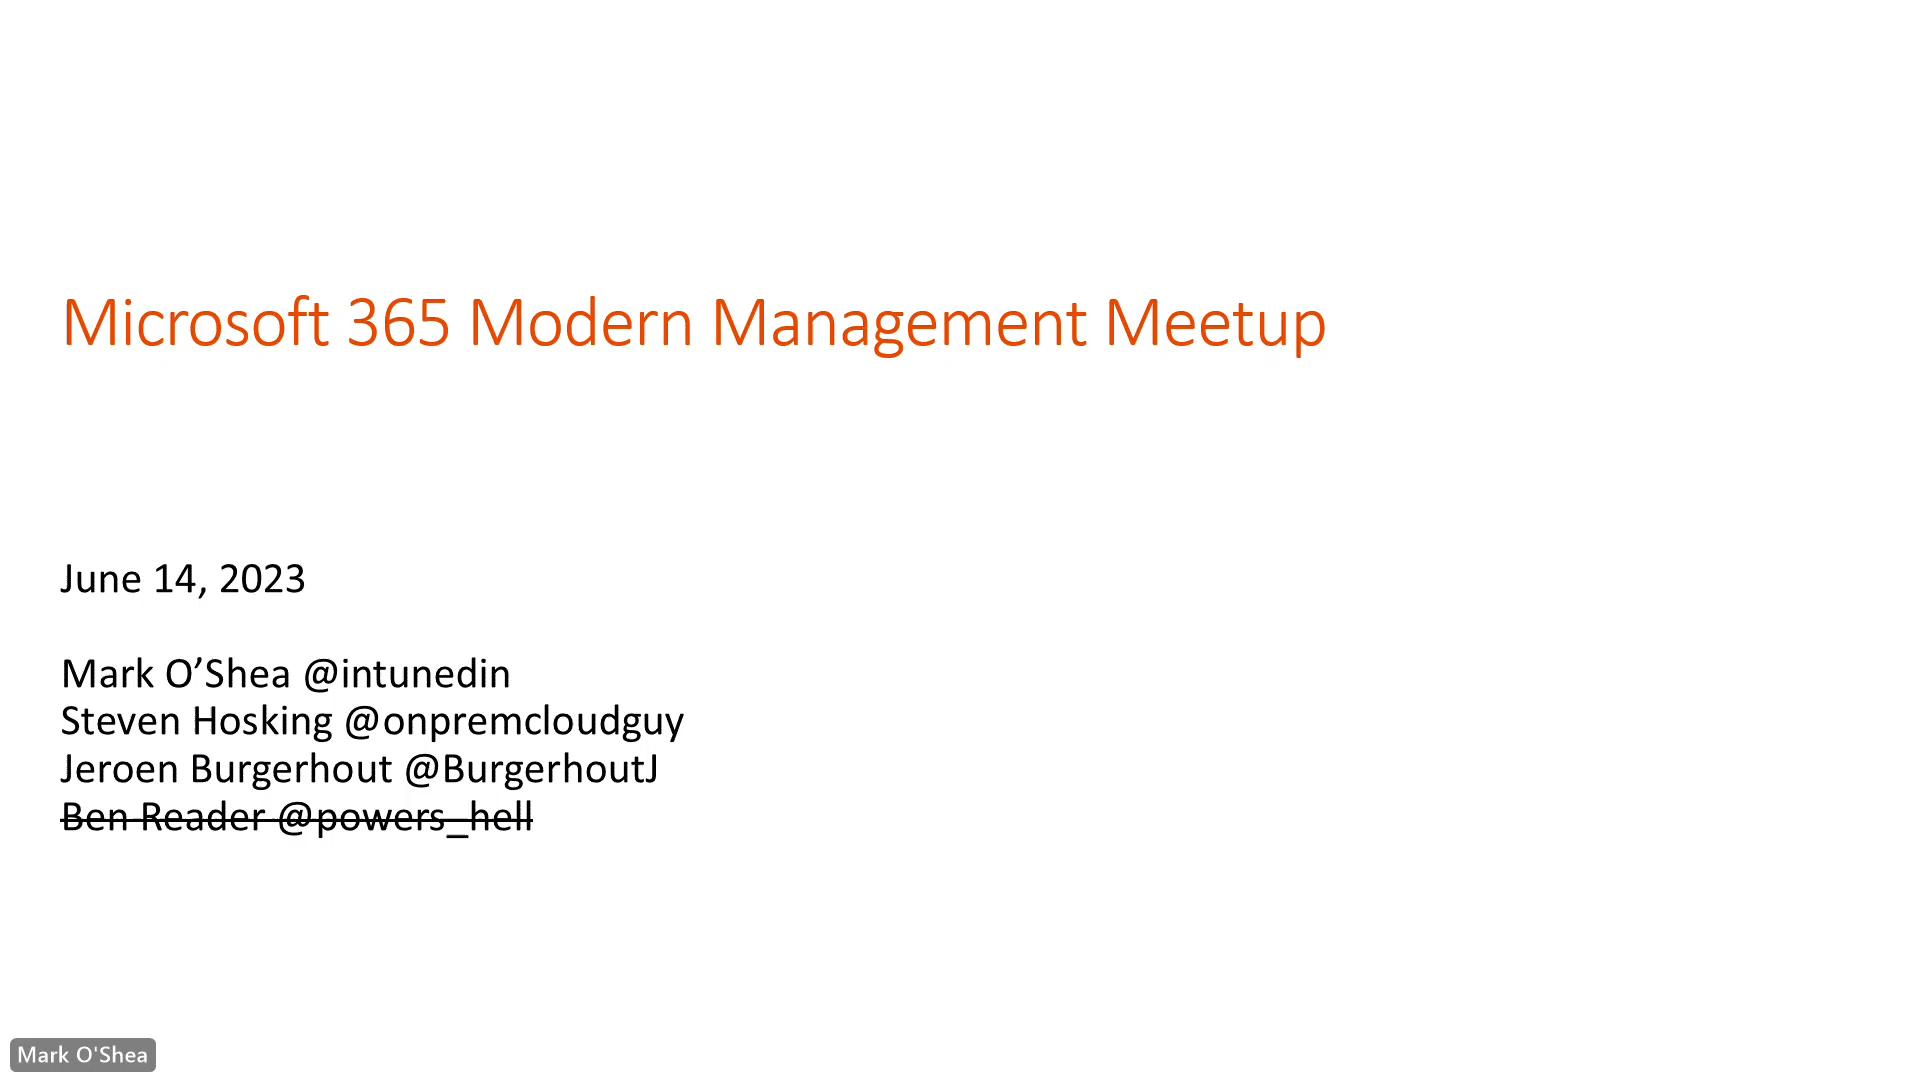 Microsoft 365 Modern Management Meetup
June 14, 2023
Mark O’Shea @intunedin
Steven Hosking @onpremcloudguy
Jeroen Burgerhout @BurgerhoutJ
Ben Reader @powers_hell
Mark O'Shea